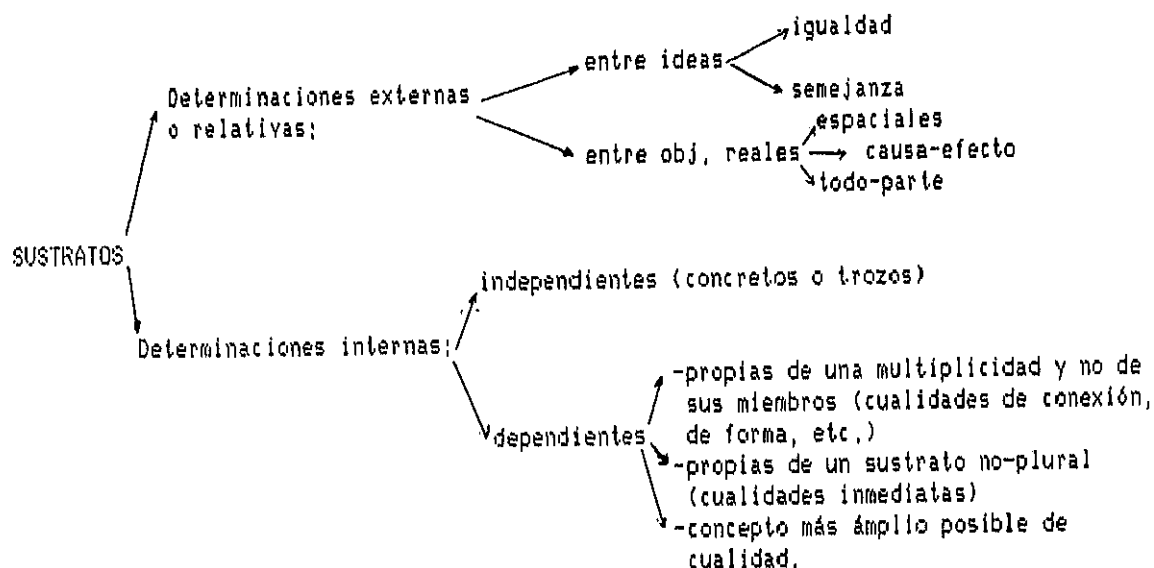 igualdad
entre ideas
semejanza
Determinaciones externas
o relativas;
espaciales
entre obj, reales
causa-efecto
todo-parte
SUSTRATOS
independientes (concretos o trozos)
Determinaciones internas;
-propias de una multiplicidad y no de
sus miembros (cualidades de conexión,
de forma, etc,)
dependientes
-propias de un sustrato no-plural
(cualidades inmediatas)
-concepto más ámplio posible de
cualidad,